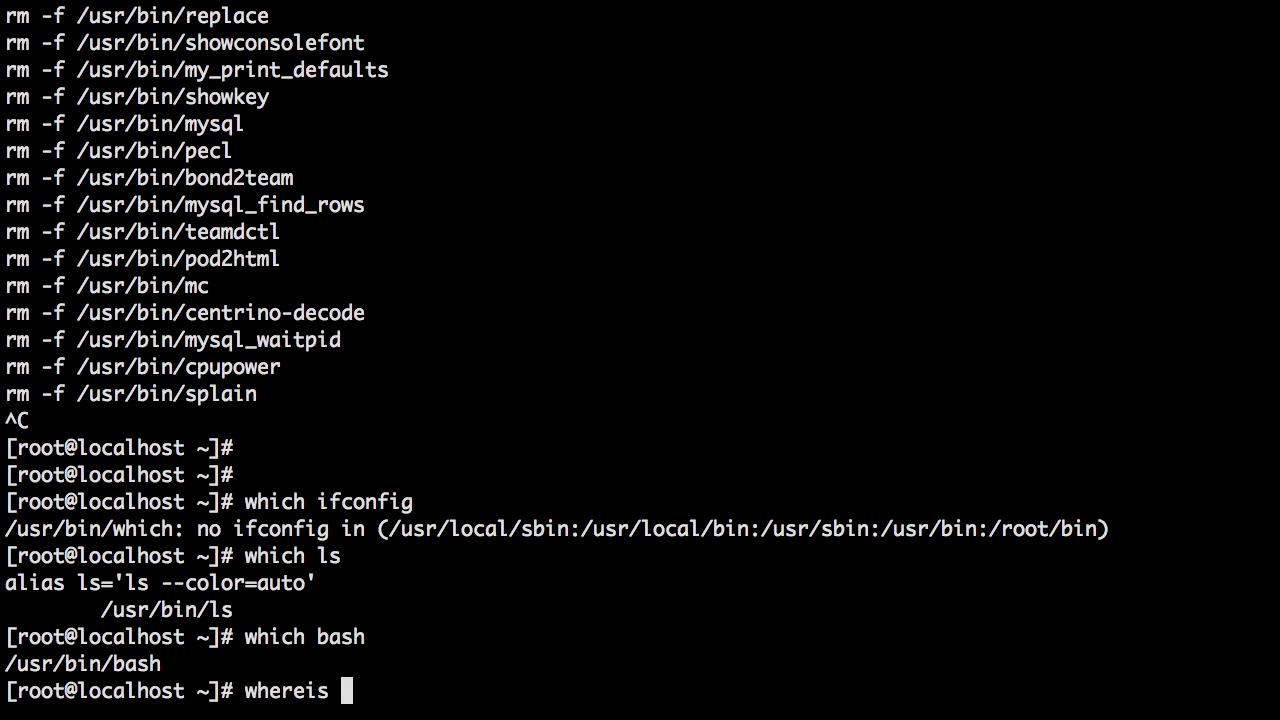 rm -f /usr/bin/replace
rm -f /usr/bin/showconsolefont
rm -f /usr/bin/my_print_defaults
rm -f /usr/bin/showkey
rm -f /usr/bin/mysql
rm -f /usr/bin/pecl
rm -f /usr/bin/bond2team
rm -f /usr/bin/mysql_find_rows
rm -f /usr/bin/teamdctl
rm -f /usr/bin/pod2html
rm -f /usr/bin/mc
rm -f /usr/bin/centrino-decode
rm -f /usr/bin/mysql_waitpid
rm -f /usr/bin/cpupower
rm -f /usr/bin/splain
^C
[root@localhost ~]#
[root@localhost ~]#
[root@localhost ~]# which ifconfig
/usr/bin/which: no ifconfig in (/usr/local/sbin:/usr/local/bin:/usr/sbin:/usr/bin:/root/bin)
[root@localhost ~]# which ls
alias ls='ls --color=auto'
        /usr/bin/ls
[root@localhost ~]# which bash
/usr/bin/bash
[root@localhost ~]# whereis